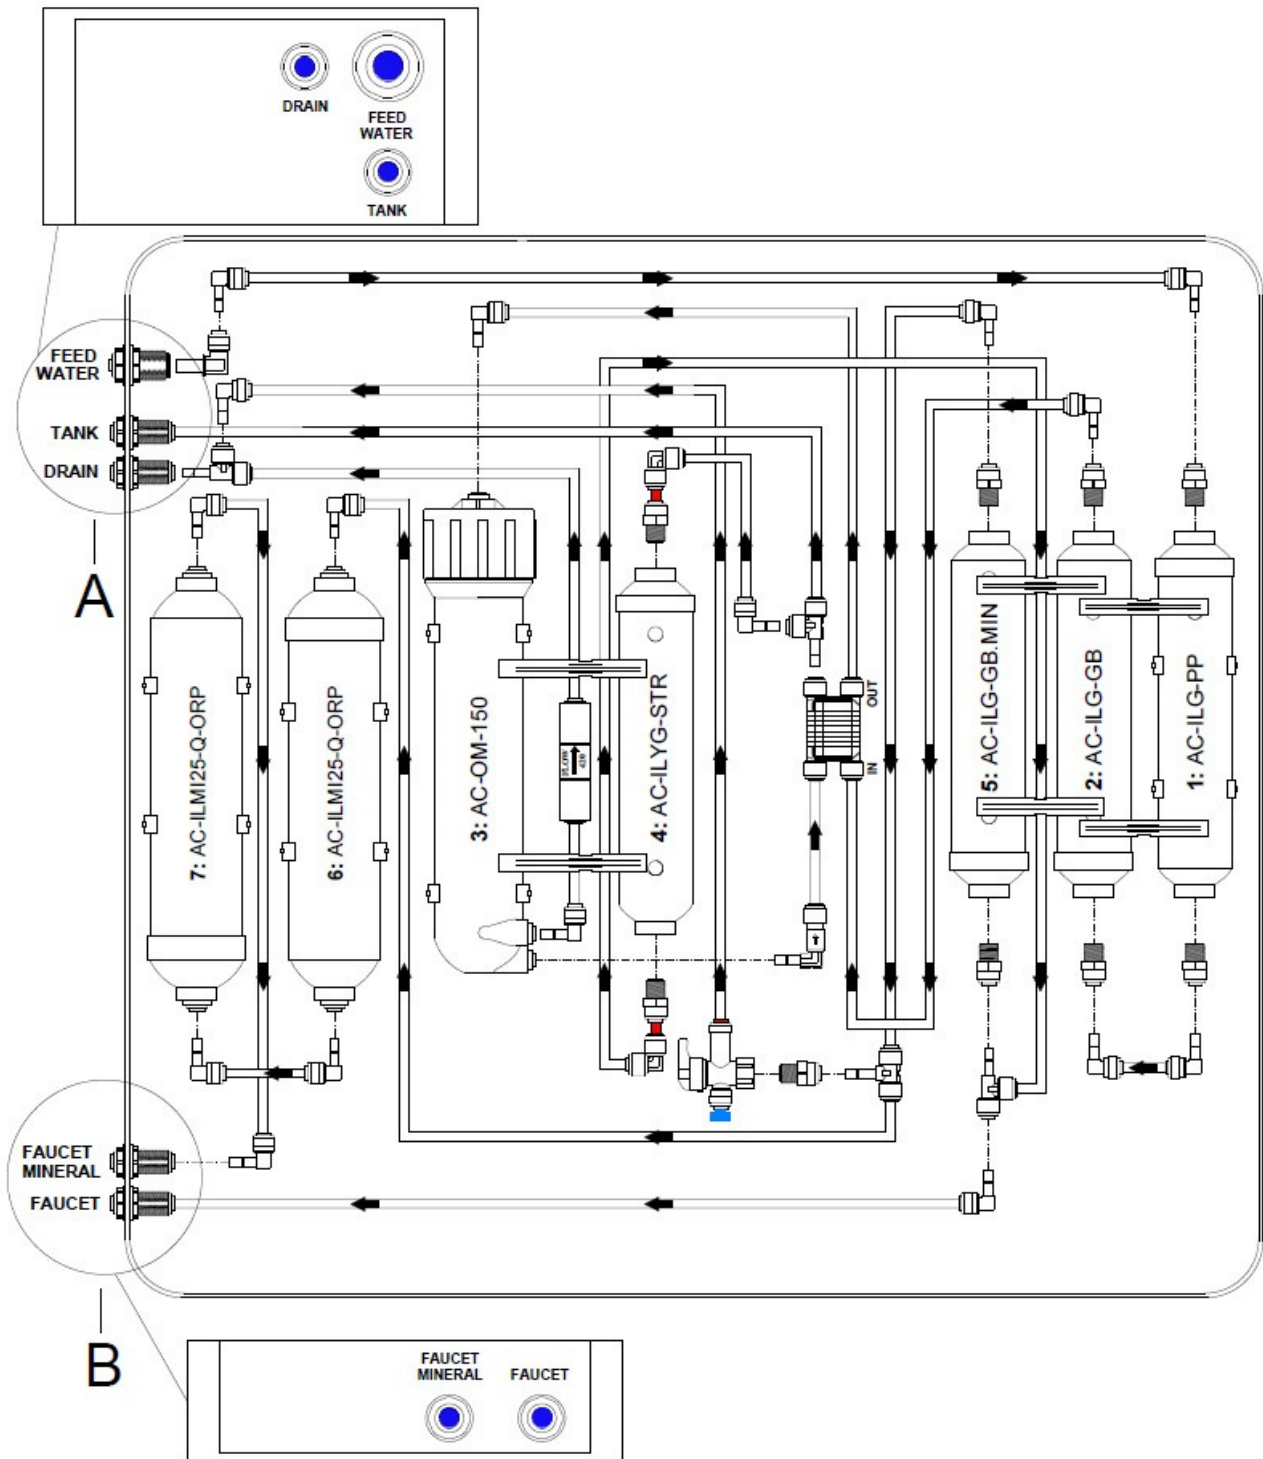 DRAIN
FEED
WATER
TANK
FEED
WATER
TANK
DRAIN
A
7: AC-ILMI25-Q-ORP
6: AC-ILMI25-Q-ORP
3: AC-OM-150
420
4: AC-ILYG-STR
OUT
IN
5: AC-ILG-GB.MIN
2: AC-ILG-GB
1: AC-ILG-PP
FAUCET
MINERAL
FAUCET
B
FAUCET
MINERAL
FAUCET